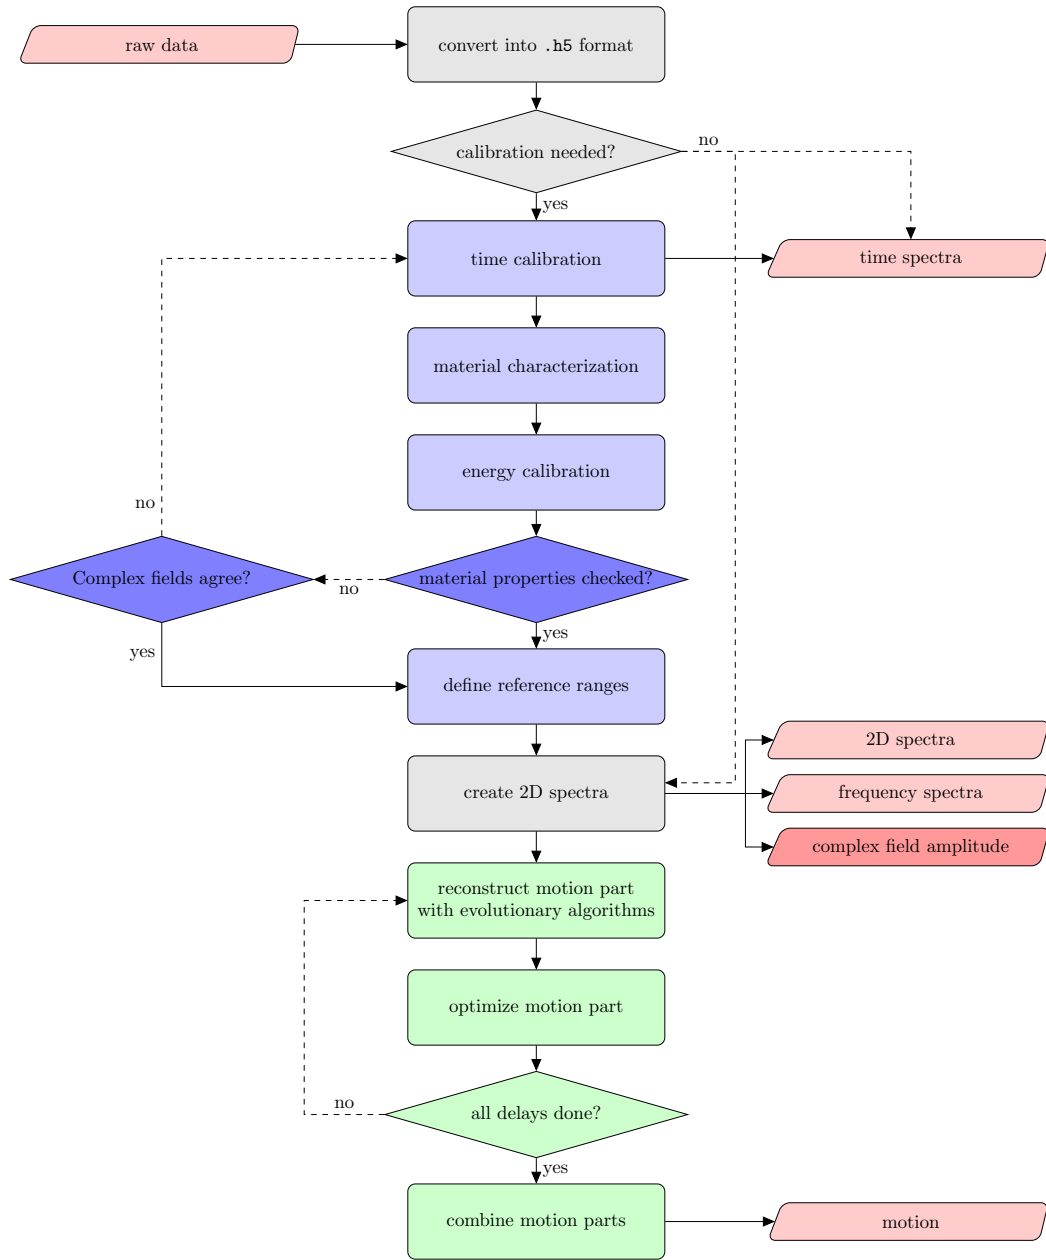 raw data
convert into .h5 format
calibration needed?
no
yes
time calibration
time spectra
material characterization
energy calibration
no
Complex fields agree?
no
material properties checked?
yes
yes
define reference ranges
2D spectra
create 2D spectra
frequency spectra
complex field amplitude
reconstruct motion part
with evolutionary algorithms
optimize motion part
no
all delays done?
yes
combine motion parts
motion